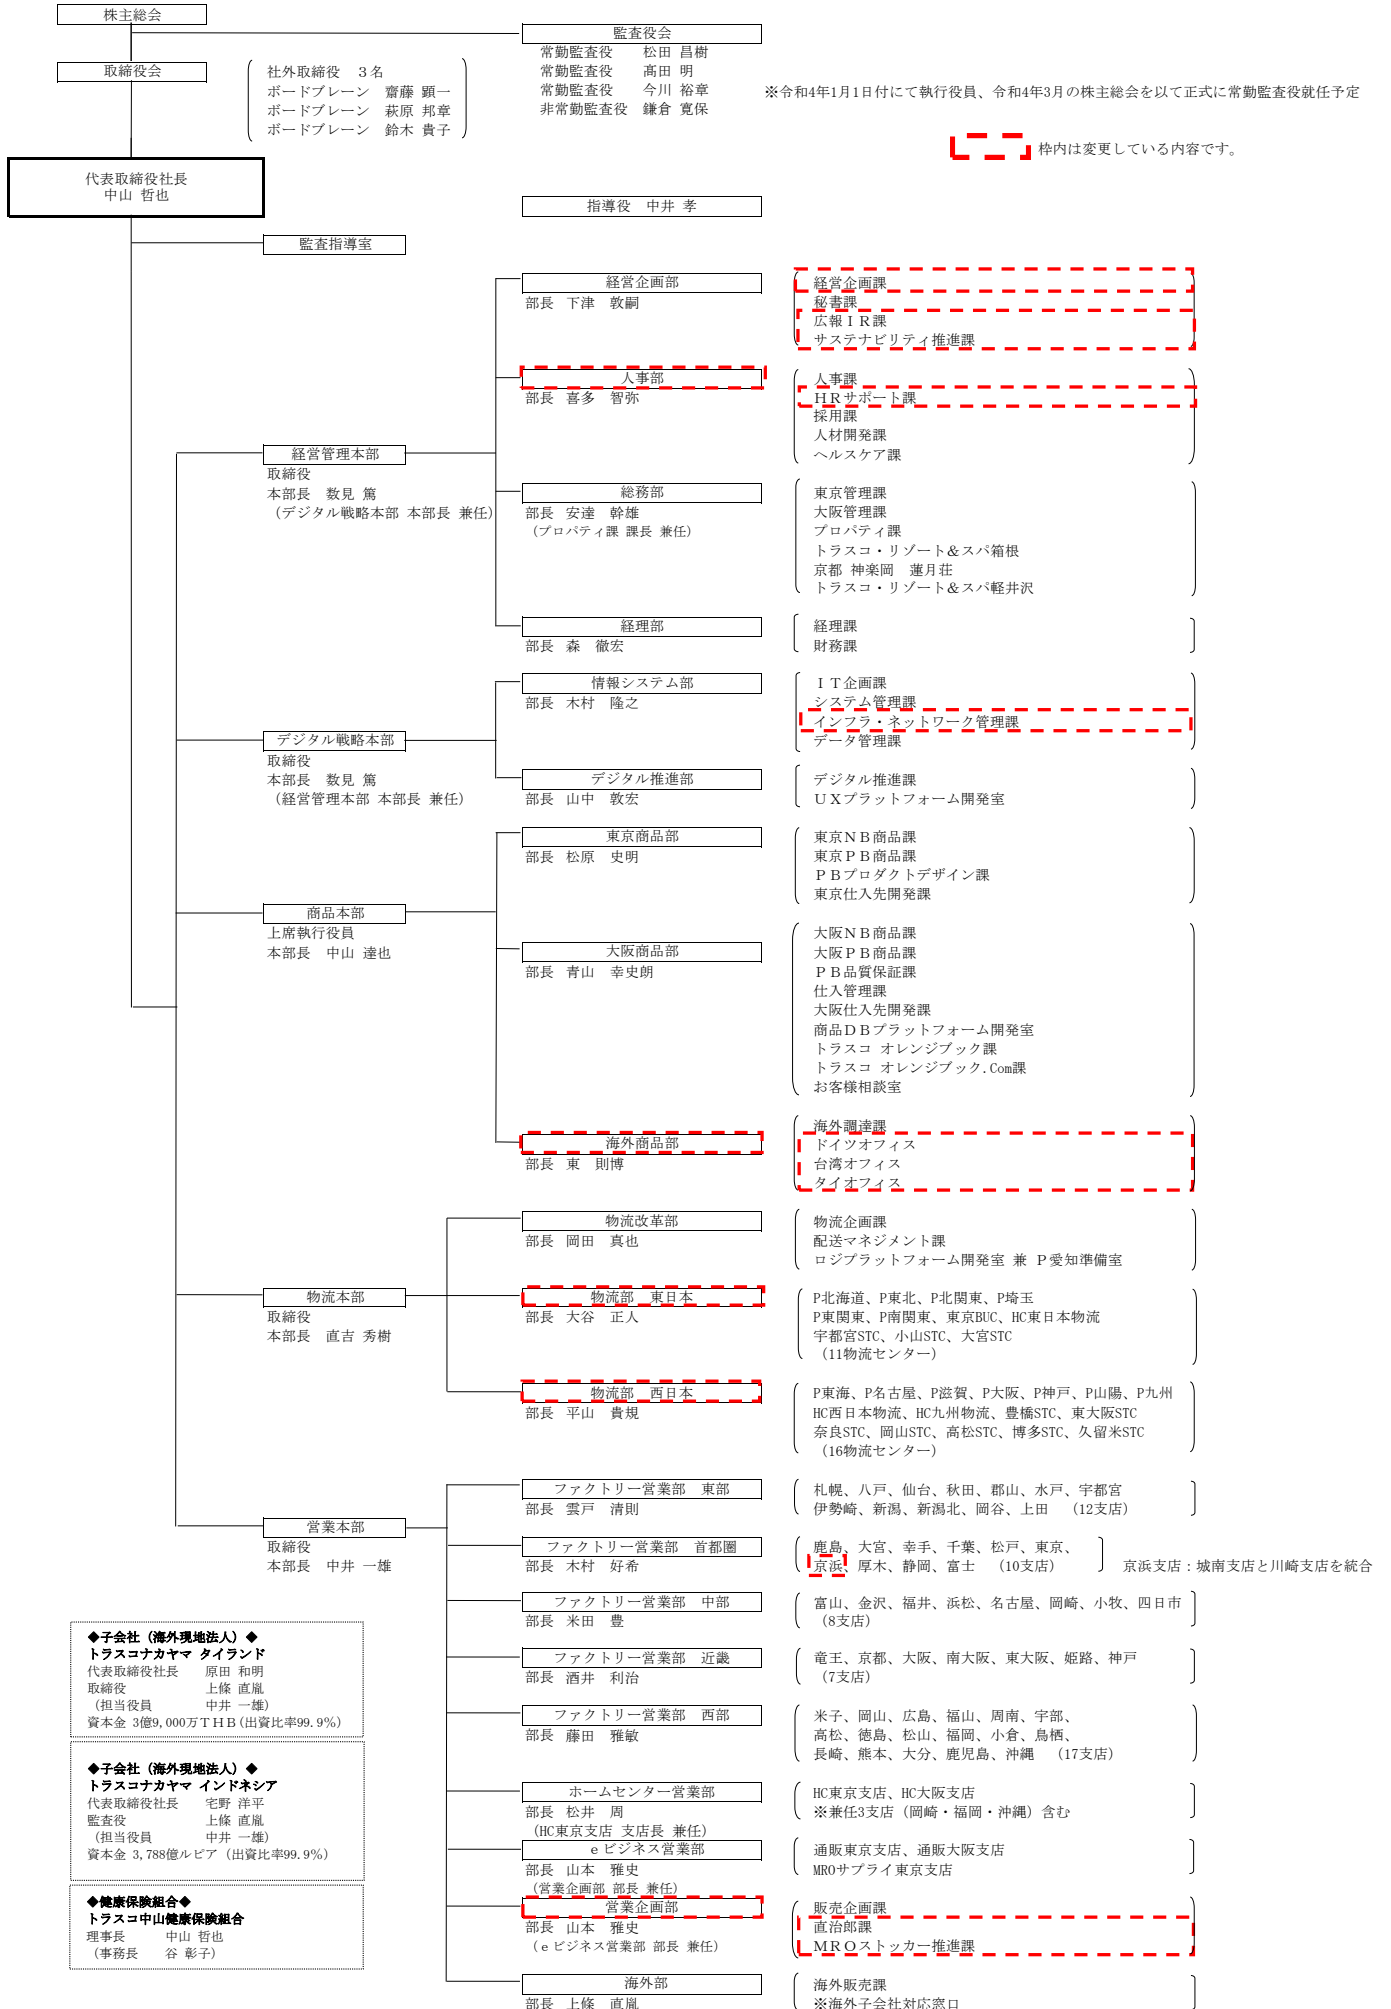 株主総会
監査役会
常勤監査役　松田 昌樹
常勤監査役　髙田 明
常勤監査役　今川 裕章
非常勤監査役　鎌倉 寛保
※令和4年1月1日付にて執行役員、令和4年3月の株主総会を以て正式に常勤監査役就任予定
取締役会
社外取締役　３名
ボードブレーン　齋藤 顕一
ボードブレーン　萩原 邦章
ボードブレーン　鈴木 貴子
枠内は変更している内容です。
代表取締役社長
中山 哲也
指導役　中井 孝
監査指導室
経営管理本部
取締役
本部長　数見 篤
（デジタル戦略本部 本部長 兼任）
経営企画部
部長　下津　敦嗣
経営企画課
秘書課
広報ＩＲ課
サステナビリティ推進課
人事部
部長　喜多　智弥
人事課
ＨＲサポート課
採用課
人材開発課
ヘルスケア課
総務部
部長　安達　幹雄
（プロパティ課 課長 兼任）
東京管理課
大阪管理課
プロパティ課
トラスコ・リゾート＆スパ箱根
京都 神楽岡　蓮月荘
トラスコ・リゾート＆スパ軽井沢
経理部
部長　森　徹宏
経理課
財務課
デジタル戦略本部
取締役
本部長　数見 篤
（経営管理本部 本部長 兼任）
情報システム部
部長　木村　隆之
ＩＴ企画課
システム管理課
インフラ・ネットワーク管理課
データ管理課
デジタル推進部
部長　山中　敦宏
デジタル推進課
ＵＸプラットフォーム開発室
商品本部
上席執行役員
本部長　中山 達也
東京商品部
部長　松原　史明
東京ＮＢ商品課
東京ＰＢ商品課
ＰＢプロダクトデザイン課
東京仕入先開発課
大阪商品部
部長　青山　幸史朗
大阪ＮＢ商品課
大阪ＰＢ商品課
ＰＢ品質保証課
仕入管理課
大阪仕入先開発課
商品ＤＢプラットフォーム開発室
トラスコ オレンジブック課
トラスコ オレンジブック.Com課
お客様相談室
海外商品部
部長　東　則博
海外調達課
ドイツオフィス
台湾オフィス
タイオフィス
物流本部
取締役
本部長　直吉 秀樹
物流改革部
部長　岡田　真也
物流企画課
配送マネジメント課
ロジプラットフォーム開発室 兼 Ｐ愛知準備室
物流部　東日本
部長　大谷　正人
P北海道、P東北、P北関東、P埼玉
P東関東、P南関東、東京BUC、HC東日本物流
宇都宮STC、小山STC、大宮STC
（11物流センター）
物流部　西日本
部長　平山　貴規
P東海、P名古屋、P滋賀、P大阪、P神戸、P山陽、P九州
HC西日本物流、HC九州物流、豊橋STC、東大阪STC
奈良STC、岡山STC、高松STC、博多STC、久留米STC
（16物流センター）
営業本部
取締役
本部長　中井 一雄
ファクトリー営業部　東部
部長　雲戸　清則
札幌、八戸、仙台、秋田、郡山、水戸、宇都宮
伊勢崎、新潟、新潟北、岡谷、上田　（12支店）
ファクトリー営業部　首都圏
部長　木村　好希
鹿島、大宮、幸手、千葉、松戸、東京、
京浜、厚木、静岡、富士　（10支店）
京浜支店：城南支店と川崎支店を統合
ファクトリー営業部　中部
部長　米田　豊
富山、金沢、福井、浜松、名古屋、岡崎、小牧、四日市
（8支店）
ファクトリー営業部　近畿
部長　酒井　利治
竜王、京都、大阪、南大阪、東大阪、姫路、神戸
（7支店）
ファクトリー営業部　西部
部長　藤田　雅敏
米子、岡山、広島、福山、周南、宇部、
高松、徳島、松山、福岡、小倉、鳥栖、
長崎、熊本、大分、鹿児島、沖縄　（17支店）
ホームセンター営業部
部長　松井　周
（HC東京支店 支店長 兼任）
HC東京支店、HC大阪支店
※兼任3支店（岡崎・福岡・沖縄）含む
ｅビジネス営業部
部長　山本　雅史
（営業企画部 部長 兼任）
通販東京支店、通販大阪支店
MROサプライ東京支店
営業企画部
部長　山本　雅史
（ｅビジネス営業部 部長 兼任）
販売企画課
直治郎課
ＭＲＯストッカー推進課
海外部
部長　上條　直胤
海外販売課
※海外子会社対応窓口
◆子会社（海外現地法人）◆
トラスコナカヤマ タイランド
代表取締役社長　原田 和明
取締役　上條 直胤
（担当役員　中井 一雄）
資本金 3億9,000万ＴＨＢ（出資比率99.9%）
◆子会社（海外現地法人）◆
トラスコナカヤマ インドネシア
代表取締役社長　宅野 洋平
監査役　上條 直胤
（担当役員　中井 一雄）
資本金 3,788億ルピア（出資比率99.9%）
◆健康保険組合◆
トラスコ中山健康保険組合
理事長　中山 哲也
（事務長　谷 彰子）